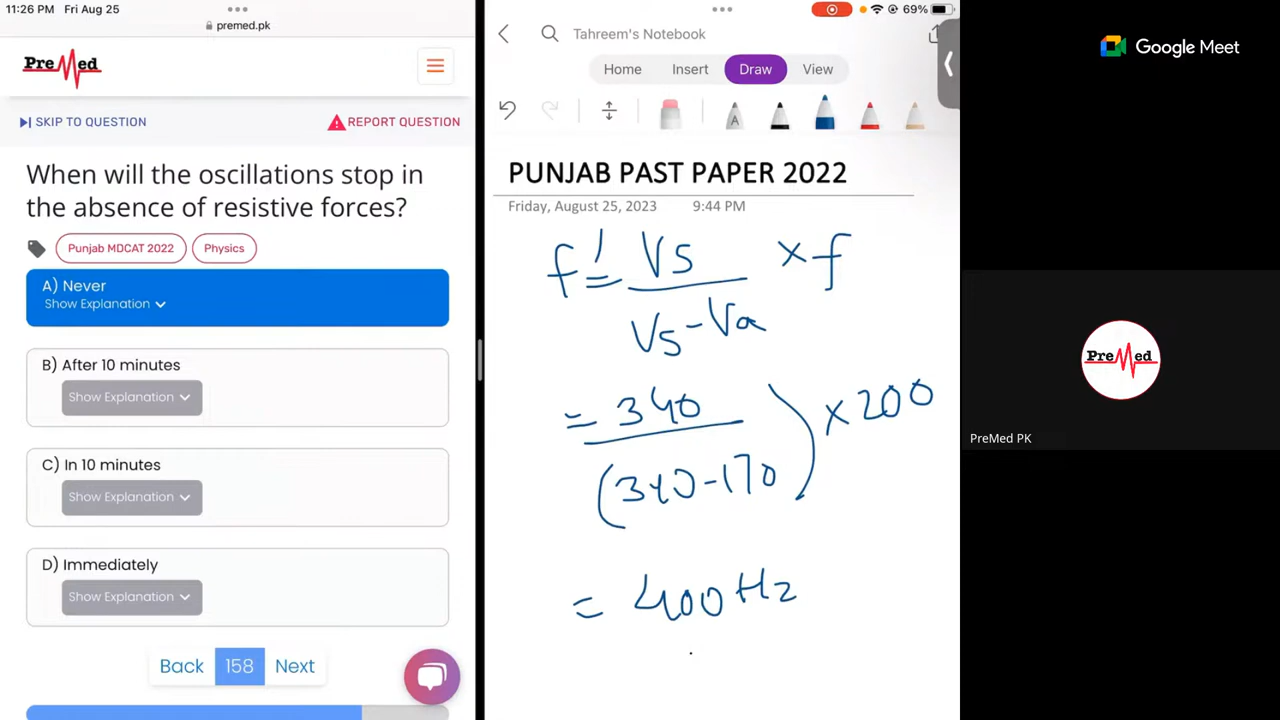 11:26 PM Fri Aug 25
premed.pk
PreMed
SKIP TO QUESTION
REPORT QUESTION
When will the oscillations stop in
the absence of resistive forces?
Punjab MDCAT 2022
Physics
A) Never
Show Explanation
B) After 10 minutes
Show Explanation
C) In 10 minutes
Show Explanation
D) Immediately
Show Explanation
Back 158 Next
69%
Tahreem's Notebook
Home Insert Draw View
A
PUNJAB PAST PAPER 2022
Friday, August 25, 2023 9:44 PM
f' = Vs × f
Vs - Va
= 340 ) × 200
(340-170
= 400 Hz
Google Meet
PreMed
PreMed PK